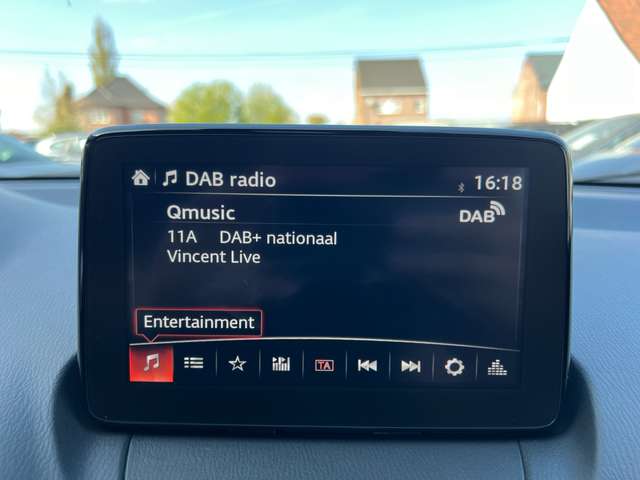 DAB radio
16:18
Qmusic
DAB
11A DAB+ nationaal
Vincent Live
Entertainment
TA